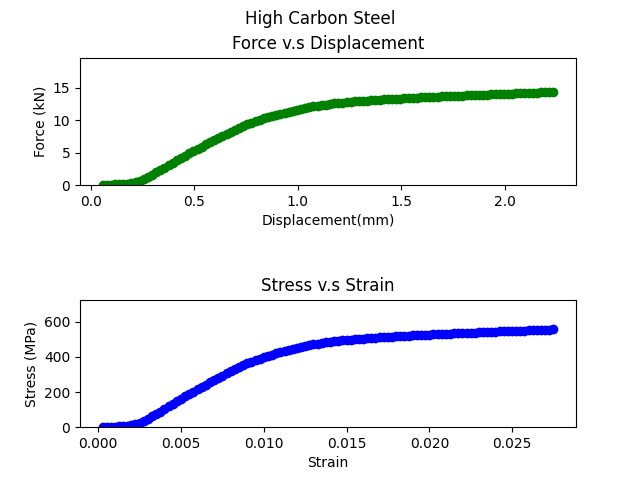 High Carbon Steel
Force v.s Displacement
Force (kN)
15
10
5
0
0.0 0.5 1.0 1.5 2.0
Displacement(mm)
Stress v.s Strain
Stress (MPa)
600
400
200
0
0.000 0.005 0.010 0.015 0.020 0.025
Strain